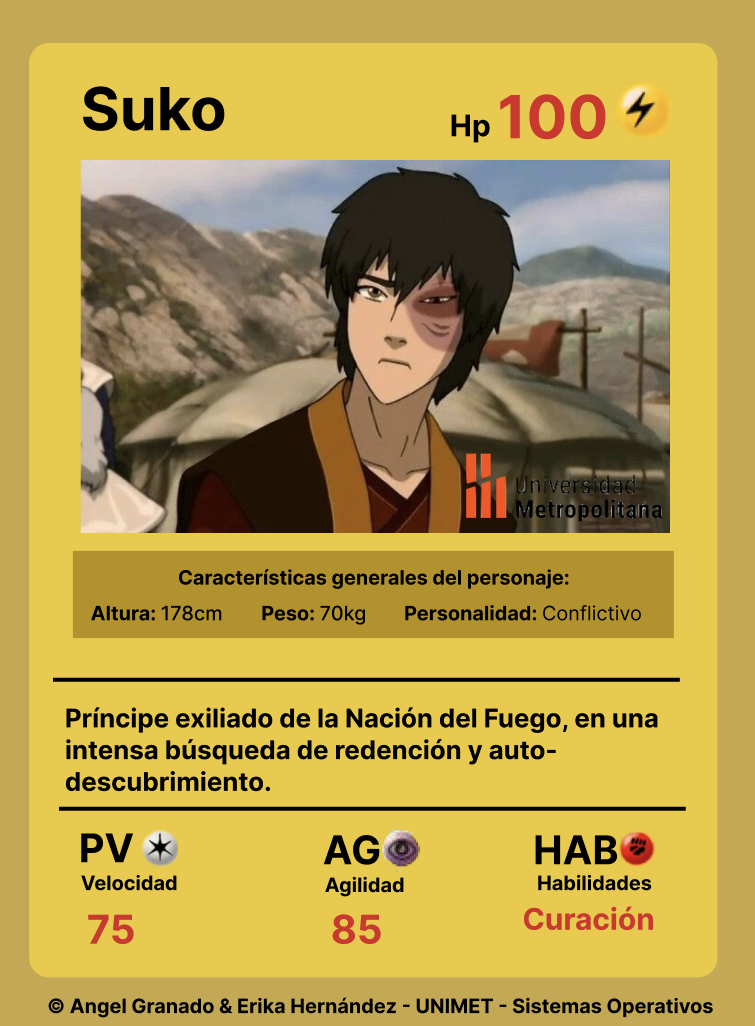 Suko
Hp 100
Universidad
Metropolitana
Características generales del personaje:
Altura: 178cm Peso: 70kg Personalidad: Conflictivo
Príncipe exiliado de la Nación del Fuego, en una
intensa búsqueda de redención y auto-
descubrimiento.
PV AG HAB
Velocidad Agilidad Habilidades
75 85 Curación
© Angel Granado & Erika Hernández - UNIMET - Sistemas Operativos